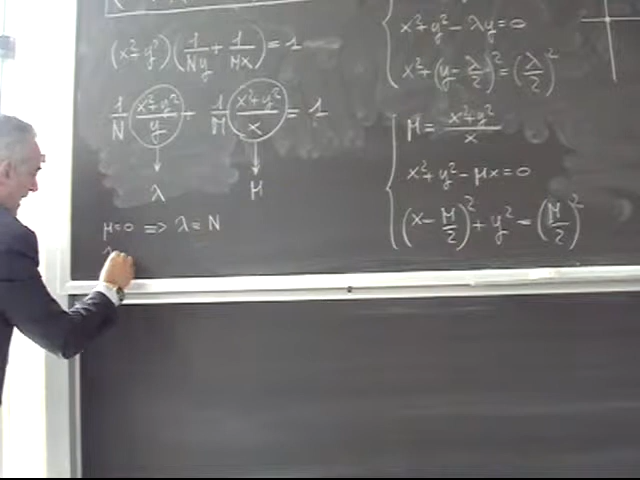 (x²+y²)(1/Ny + 1/Mx) = 1
1/N (x²+y²)/y + 1/M (x²+y²)/x = 1
λ μ
μ=0 => λ = N
x²+y²-λy=0
x²+(y-λ/2)²=(λ/2)²
μ = (x²+y²)/x
x²+y²-μx=0
(x-μ/2)²+y²=(μ/2)²